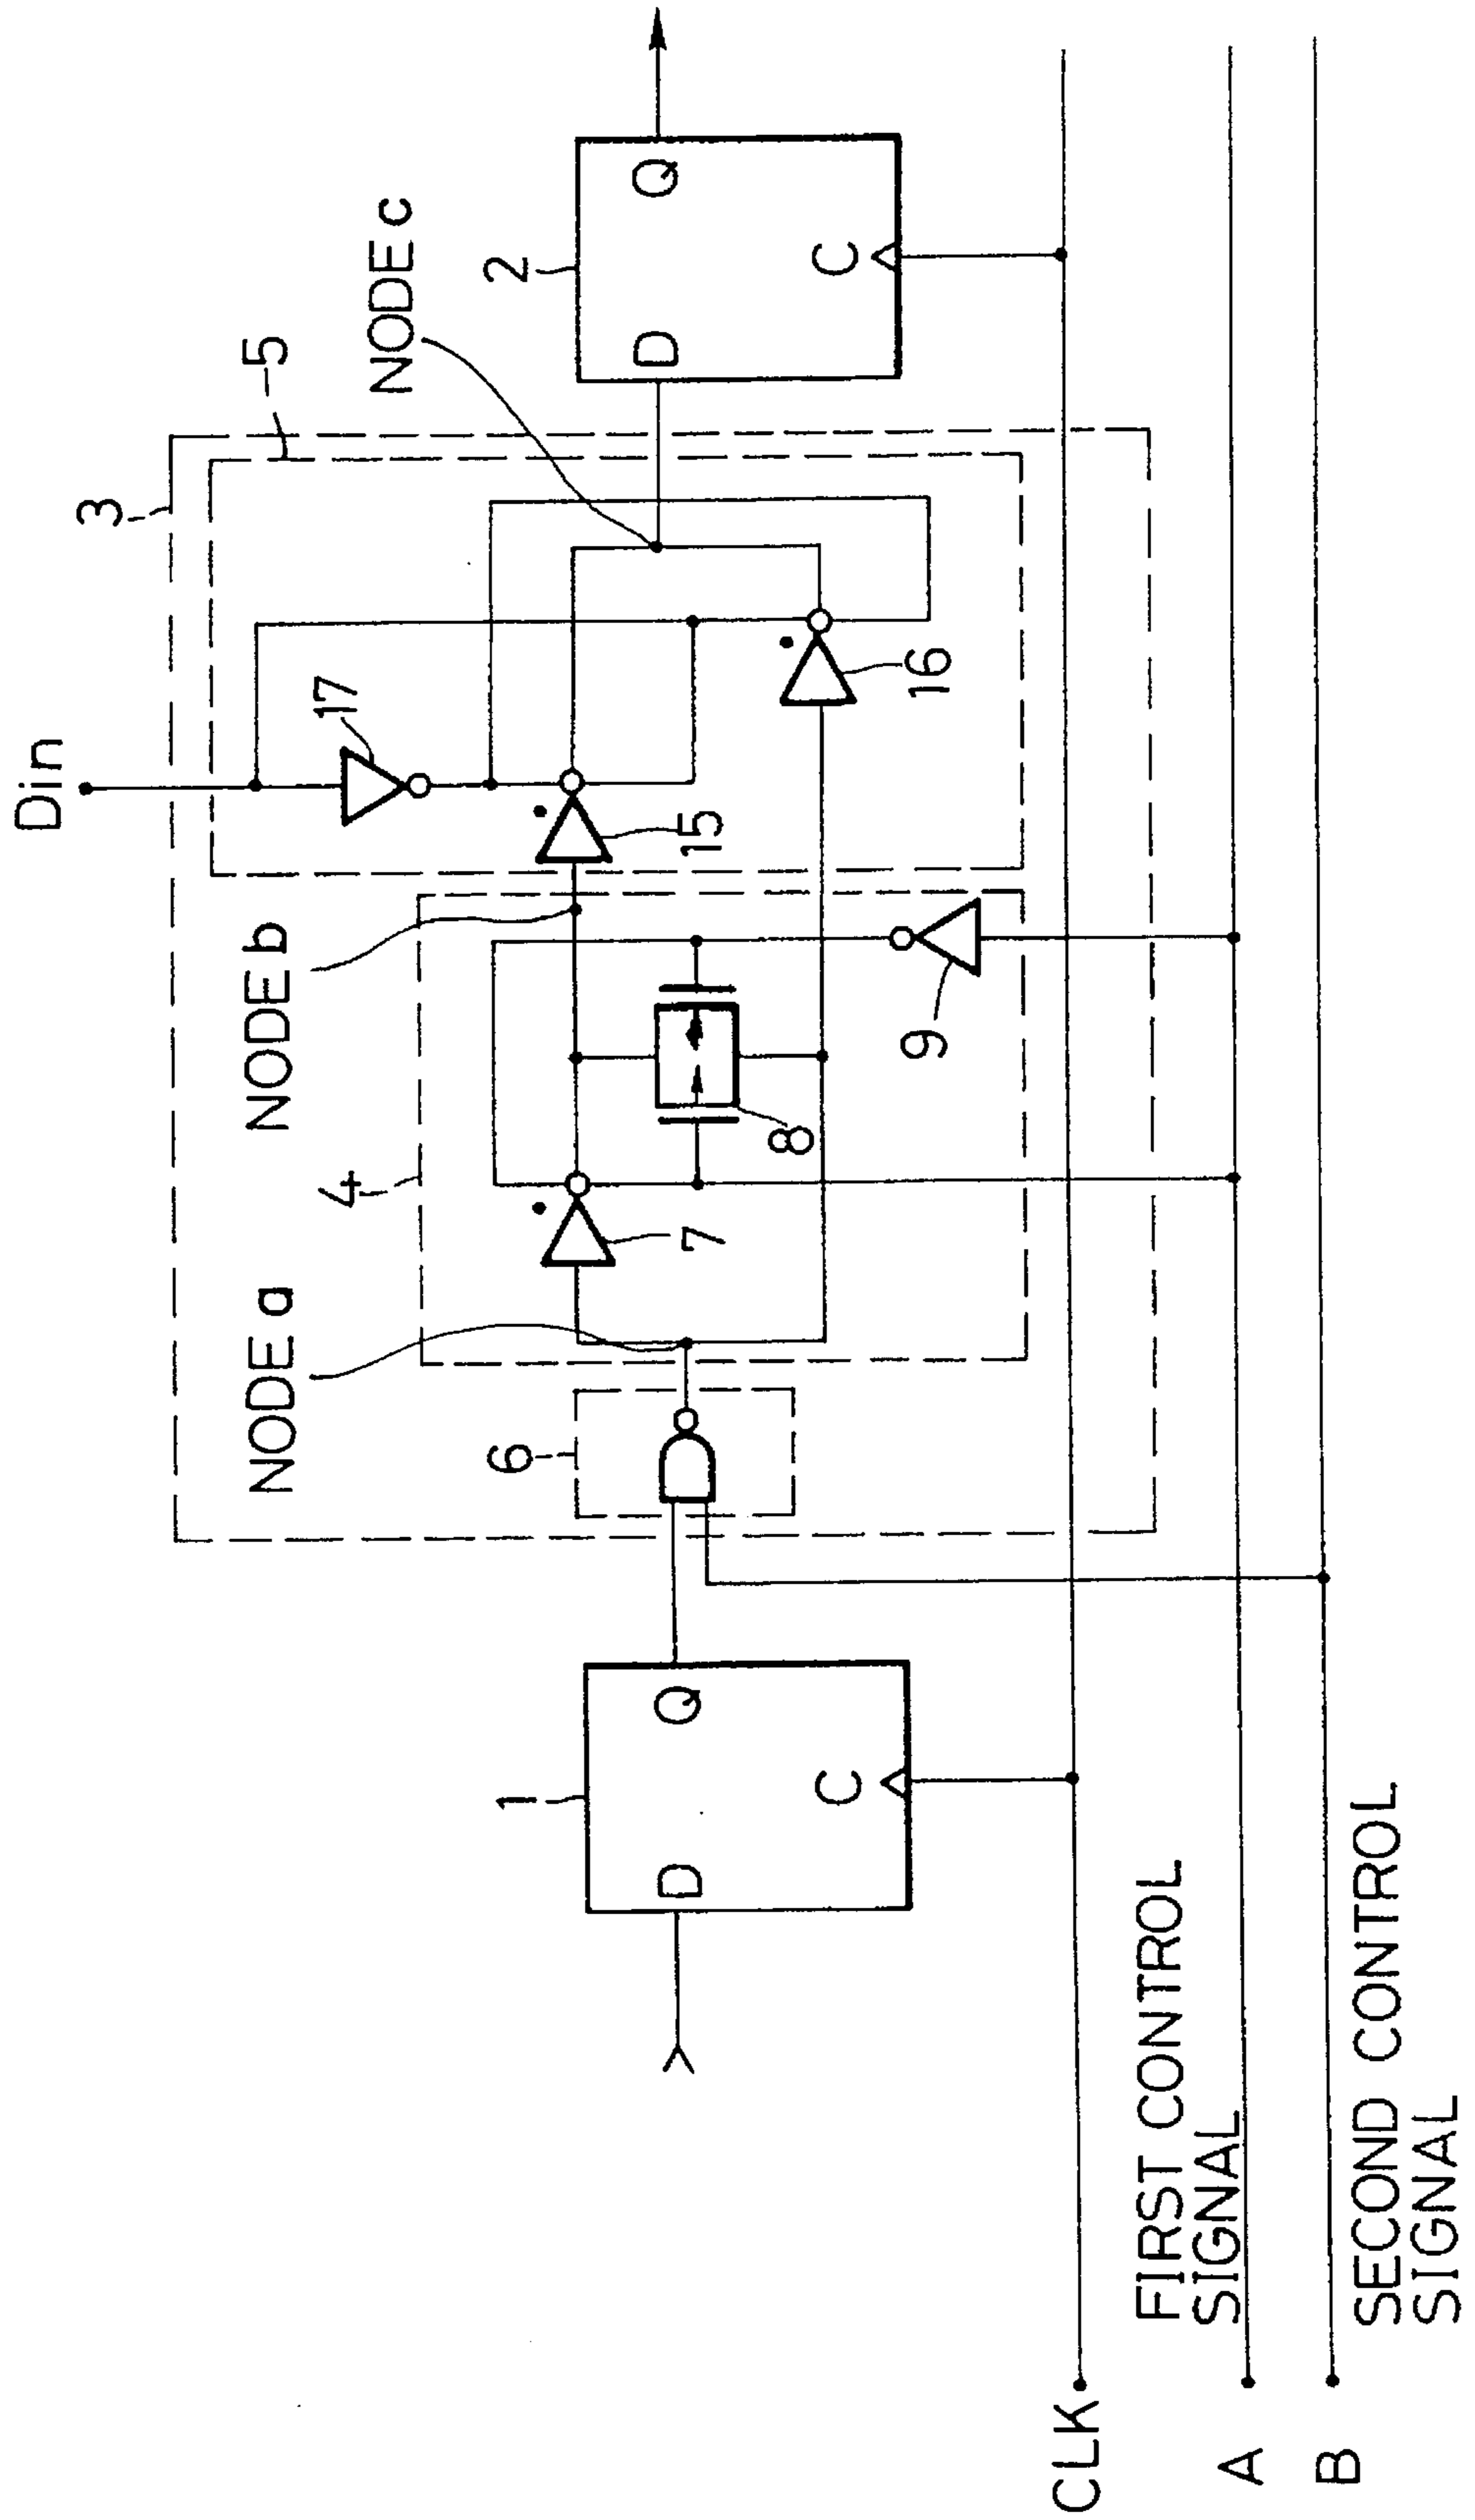 Din
3
5
NODE c
17
2
D
Q
C
NODE b
15
16
4
8
9
NODE a
7
6
1
D
Q
C
CLK
FIRST CONTROL
SIGNAL
A
B
SECOND CONTROL
SIGNAL